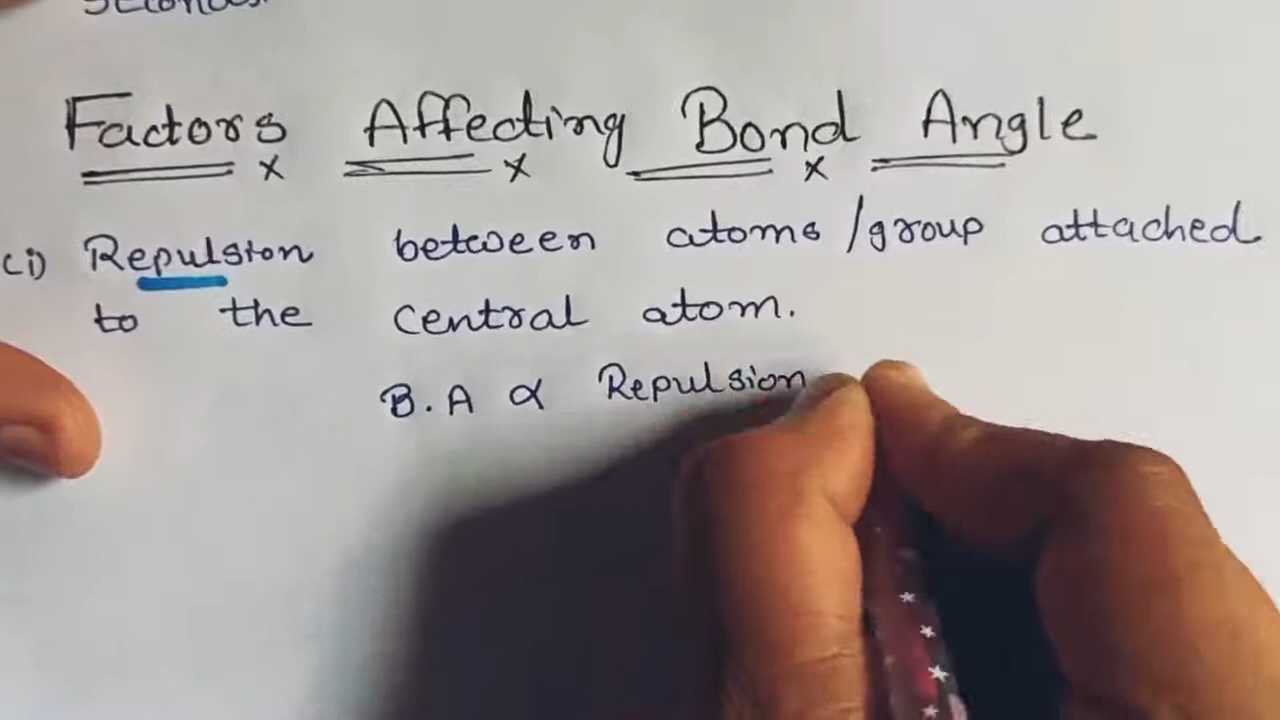 Factors Affecting Bond Angle
(i) Repulsion between atoms/group attached
to the central atom.
B.A ∝ Repulsion